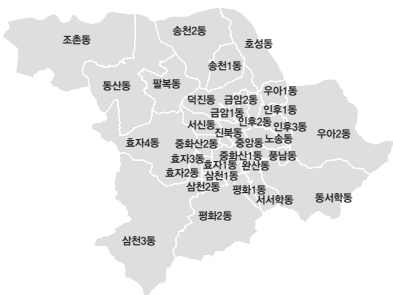 송천2동
조촌동
호성동
송천1동
동산동
팔복동
우아1동
덕진동
금암2동
인후1동
금암1동
인후2동
서신동
인후3동
진북동
우아2동
노송동
효자4동
중화산2동
중앙동
중화산1동
풍남동
효자3동
효자1동
완산동
효자2동
삼천1동
삼천2동
평화1동
동서학동
서서학동
평화2동
삼천3동